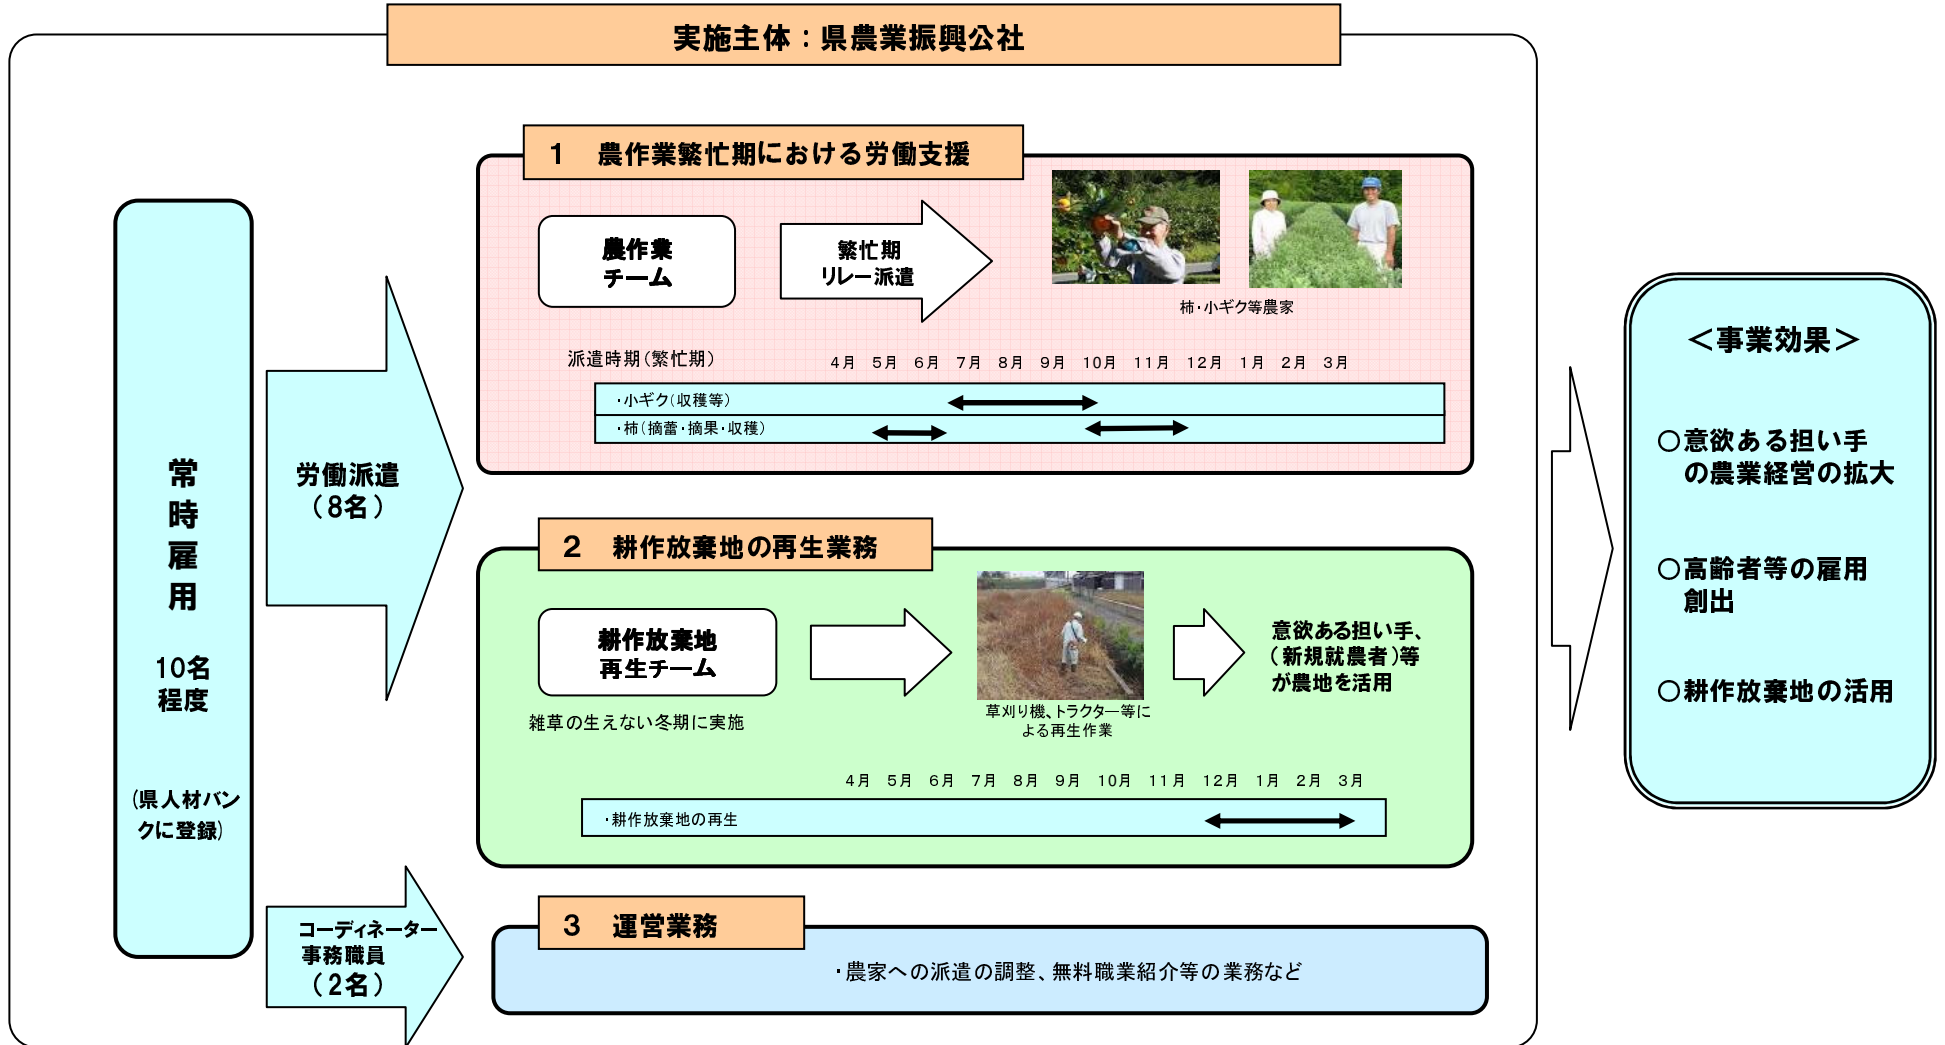 実施主体：県農業振興公社
常
時
雇
用
10名
程度
(県人材バン
クに登録)
労働派遣
（8名）
コーディネーター
事務職員
（2名）
１　農作業繁忙期における労働支援
農作業
チーム
繁忙期
リレー派遣
柿・小ギク等農家
派遣時期（繁忙期）
4月 5月 6月 7月 8月 9月 10月 11月 12月 1月 2月 3月
・小ギク（収穫等）
・柿（摘蕾・摘果・収穫）
２　耕作放棄地の再生業務
耕作放棄地
再生チーム
雑草の生えない冬期に実施
草刈り機、トラクター等に
よる再生作業
意欲ある担い手、
（新規就農者）等
が農地を活用
4月 5月 6月 7月 8月 9月 10月 11月 12月 1月 2月 3月
・耕作放棄地の再生
３　運営業務
・農家への派遣の調整、無料職業紹介等の業務など
＜事業効果＞
○意欲ある担い手
の農業経営の拡大
○高齢者等の雇用
創出
○耕作放棄地の活用